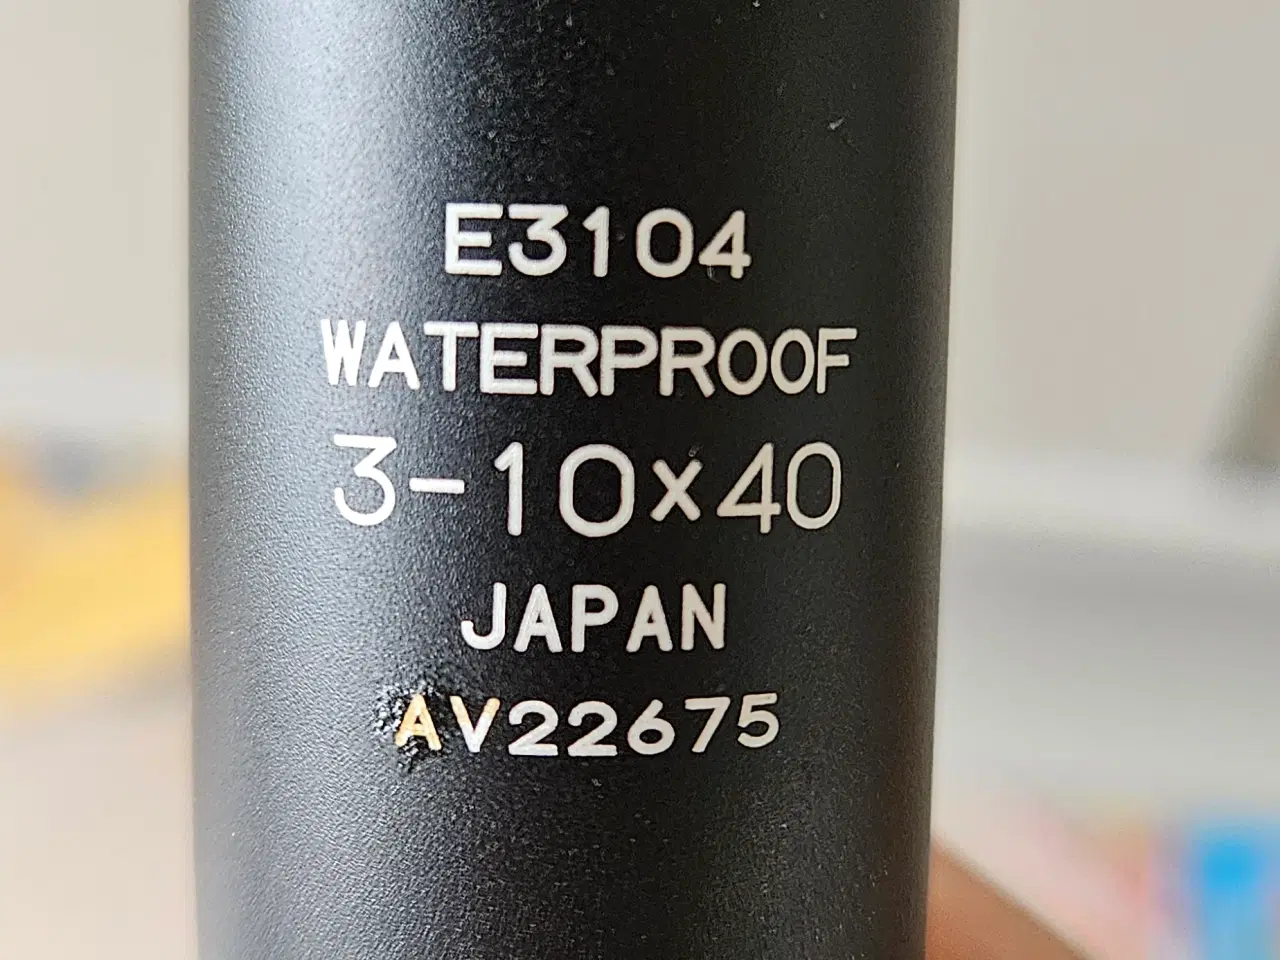 E3104
WATERPROOF
3-10x40
JAPAN
AV22675